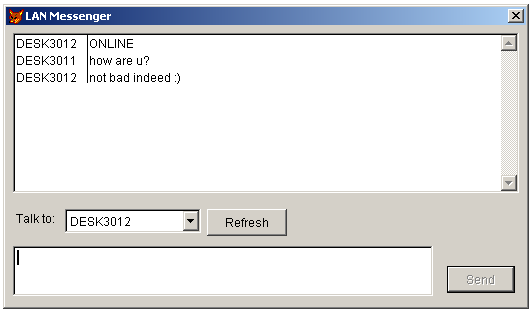 LAN Messenger
DESK3012 ONLINE
DESK3011 how are u?
DESK3012 not bad indeed :)
Talk to: DESK3012 Refresh
Send